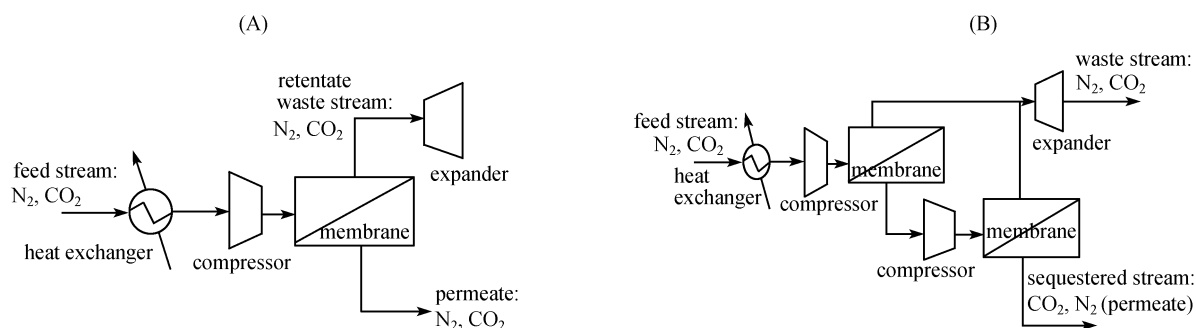 (A)
retentate
waste stream:
N₂, CO₂
expander
feed stream:
N₂, CO₂
heat exchanger
compressor
membrane
permeate:
N₂, CO₂
(B)
waste stream:
N₂, CO₂
expander
feed stream:
N₂, CO₂
heat
exchanger
compressor
membrane
compressor
membrane
sequestered stream:
CO₂, N₂ (permeate)